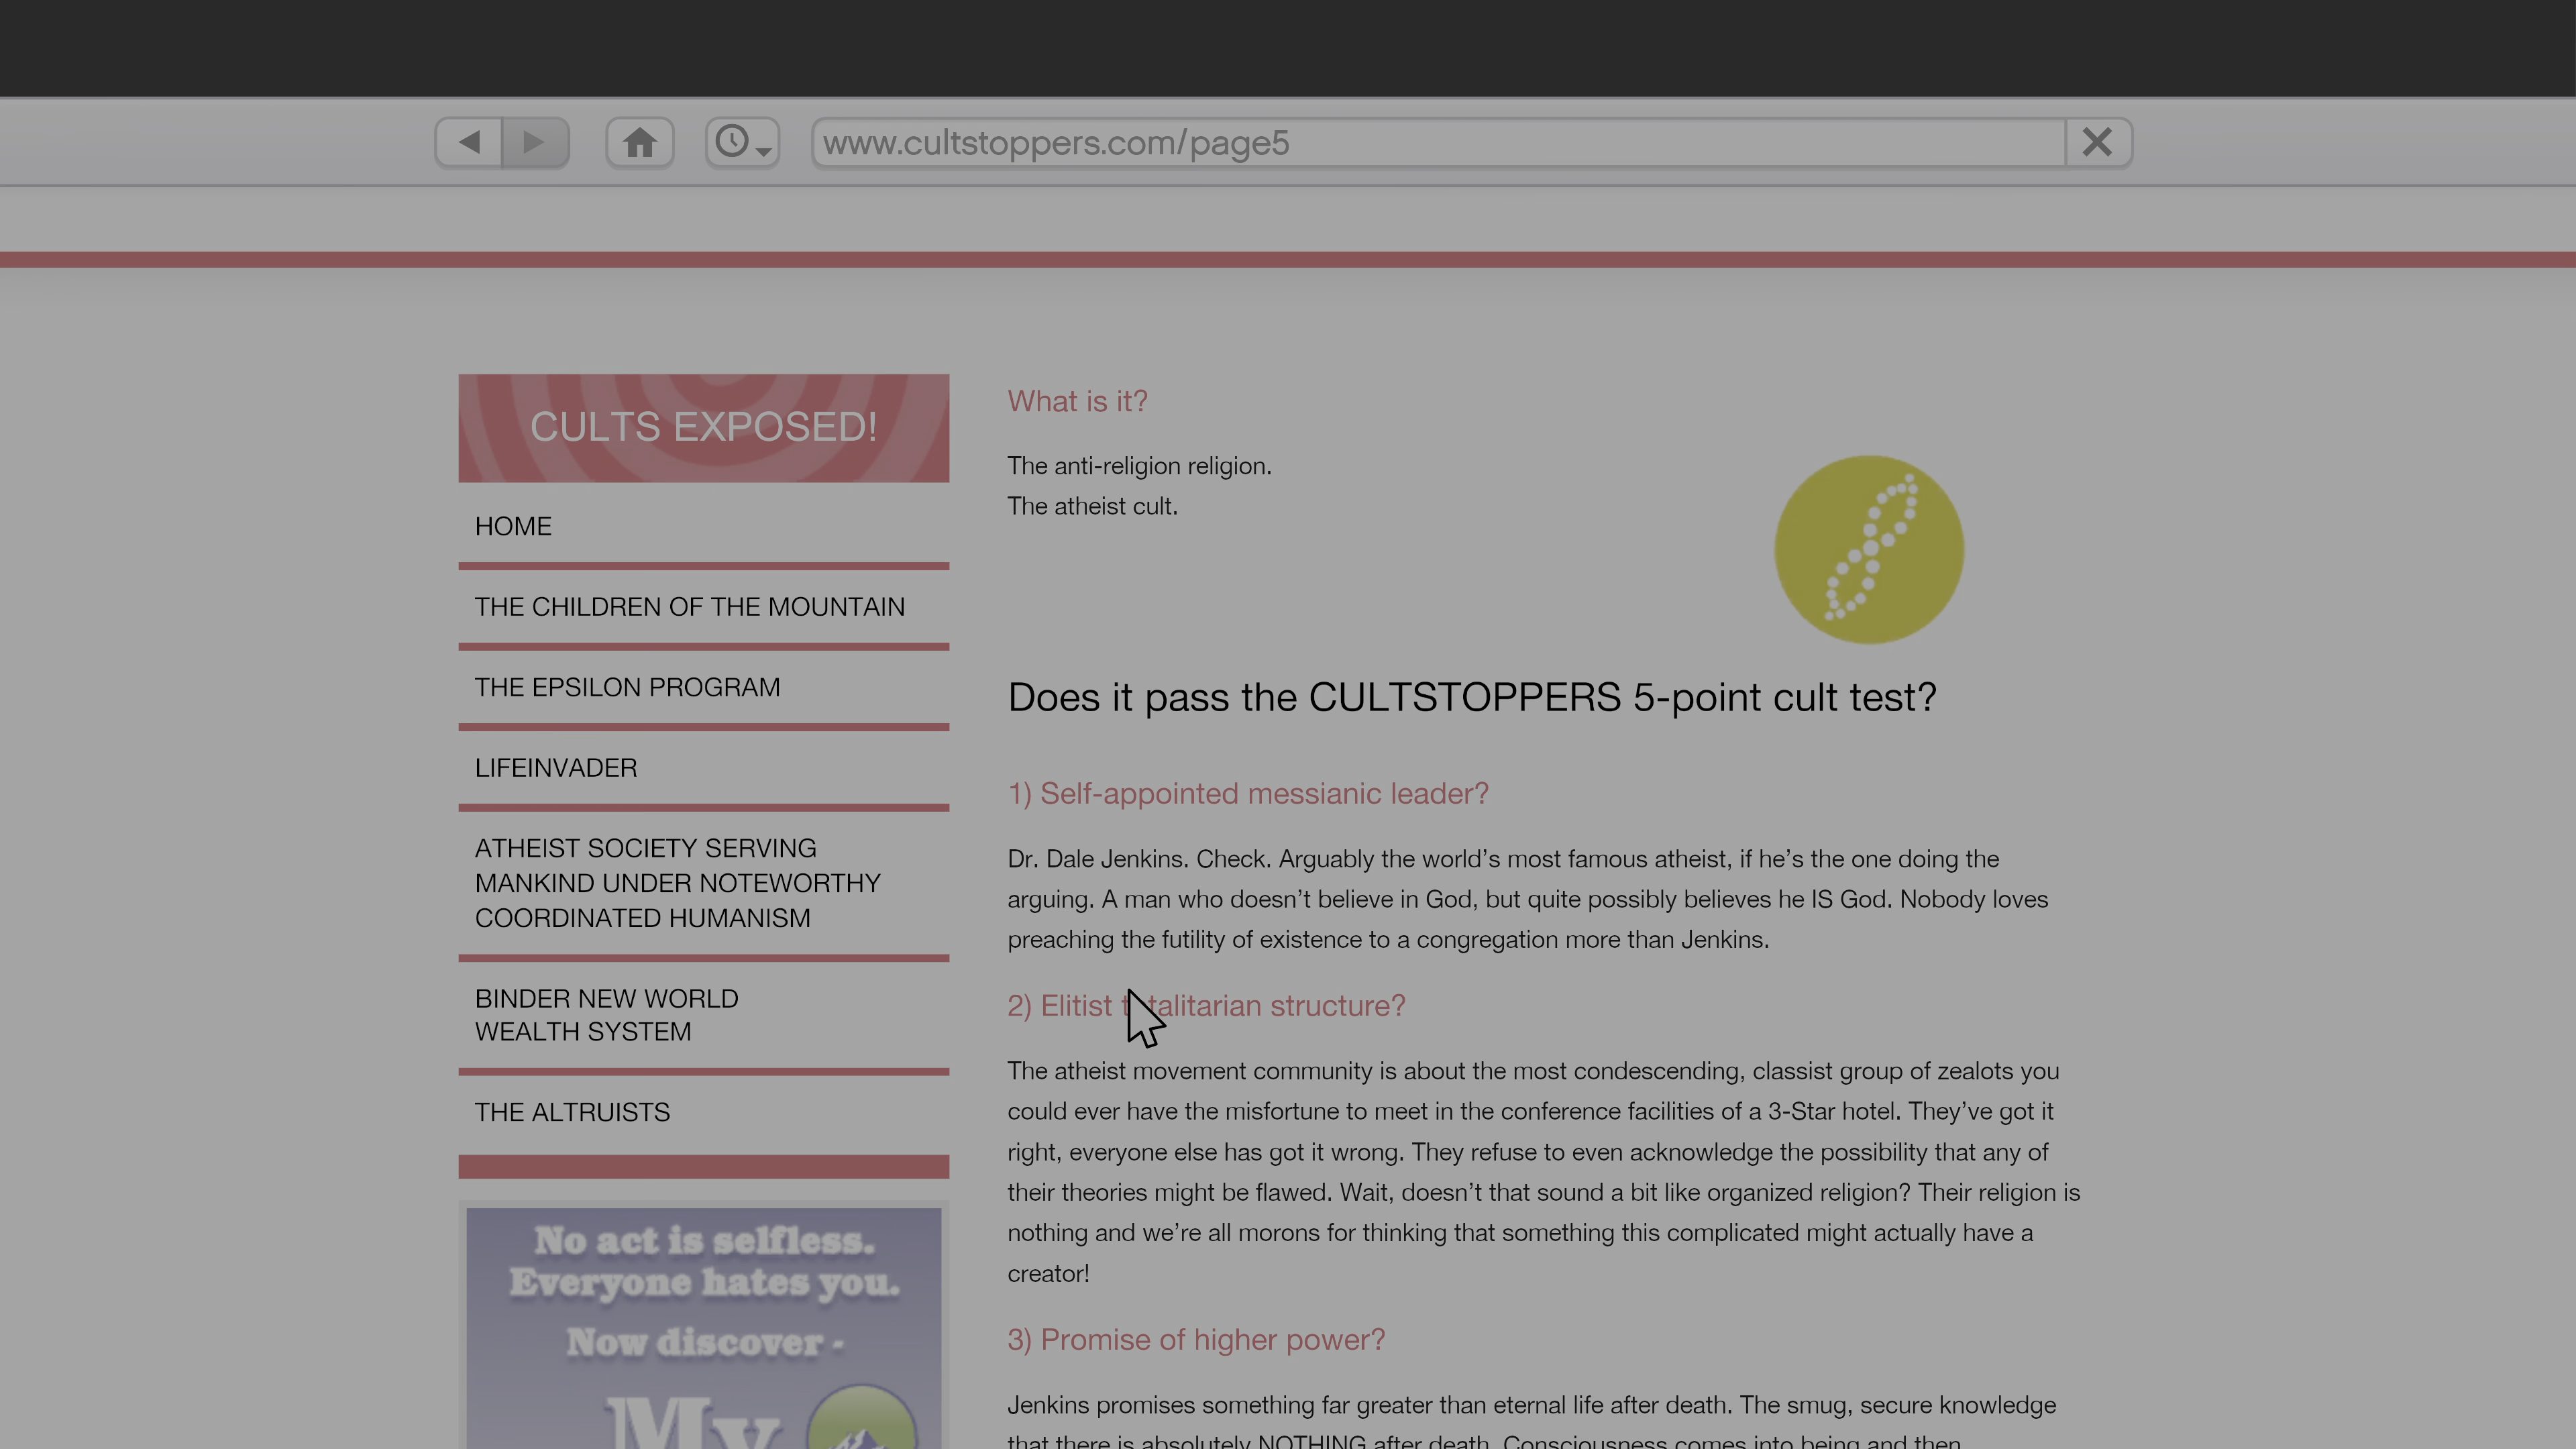 www.cultstoppers.com/page5
CULTS EXPOSED!
HOME
THE CHILDREN OF THE MOUNTAIN
THE EPSILON PROGRAM
LIFEINVADER
ATHEIST SOCIETY SERVING
MANKIND UNDER NOTEWORTHY
COORDINATED HUMANISM
BINDER NEW WORLD
WEALTH SYSTEM
THE ALTRUISTS
No act is selfless.
Everyone hates you.
Now discover -
My
What is it?
The anti-religion religion.
The atheist cult.
Does it pass the CULTSTOPPERS 5-point cult test?
1) Self-appointed messianic leader?
Dr. Dale Jenkins. Check. Arguably the world's most famous atheist, if he's the one doing the
arguing. A man who doesn't believe in God, but quite possibly believes he IS God. Nobody loves
preaching the futility of existence to a congregation more than Jenkins.
2) Elitist totalitarian structure?
The atheist movement community is about the most condescending, classist group of zealots you
could ever have the misfortune to meet in the conference facilities of a 3-Star hotel. They've got it
right, everyone else has got it wrong. They refuse to even acknowledge the possibility that any of
their theories might be flawed. Wait, doesn't that sound a bit like organized religion? Their religion is
nothing and we're all morons for thinking that something this complicated might actually have a
creator!
3) Promise of higher power?
Jenkins promises something far greater than eternal life after death. The smug, secure knowledge
that there is absolutely NOTHING after death. Consciousness comes into being and then